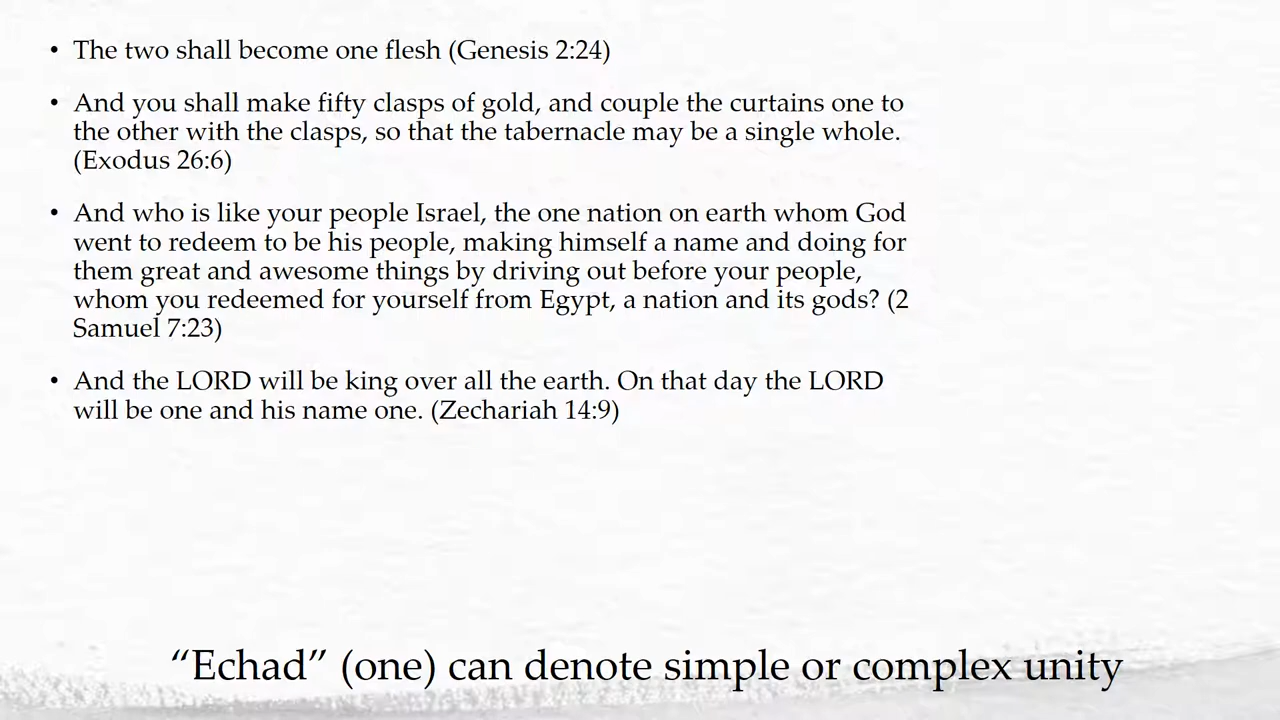 • The two shall become one flesh (Genesis 2:24)
• And you shall make fifty clasps of gold, and couple the curtains one to
the other with the clasps, so that the tabernacle may be a single whole.
(Exodus 26:6)
• And who is like your people Israel, the one nation on earth whom God
went to redeem to be his people, making himself a name and doing for
them great and awesome things by driving out before your people,
whom you redeemed for yourself from Egypt, a nation and its gods? (2
Samuel 7:23)
• And the LORD will be king over all the earth. On that day the LORD
will be one and his name one. (Zechariah 14:9)
“Echad” (one) can denote simple or complex unity